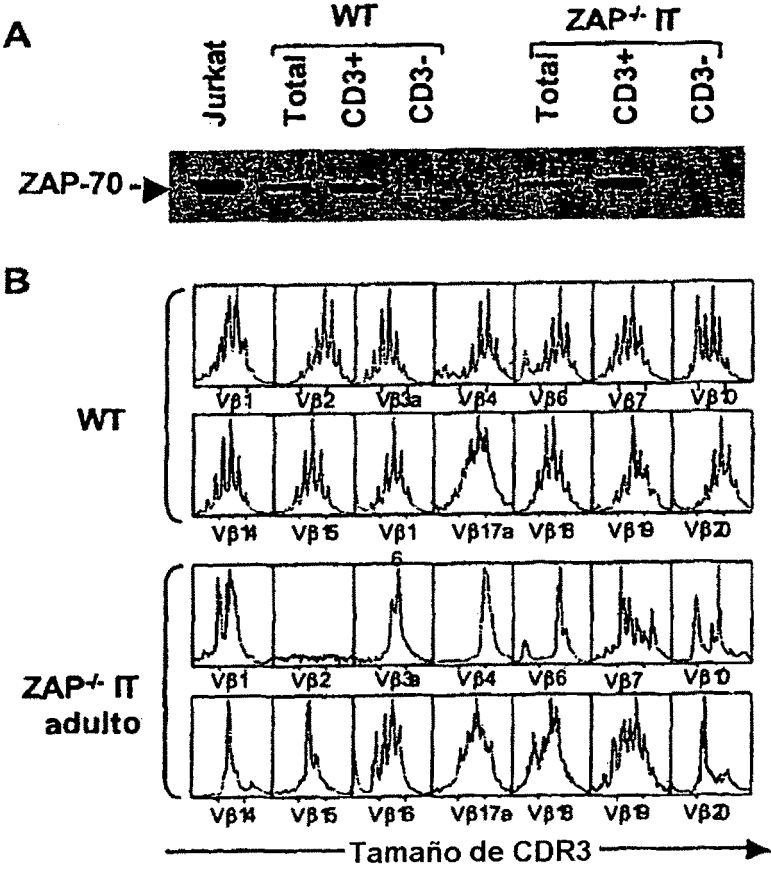 A
WT
ZAP-/- IT
Jurkat
Total
CD3+
CD3-
Total
CD3+
CD3-
ZAP-70 -
B
WT
Vβ1 Vβ2 Vβ3a Vβ4 Vβ6 Vβ7 Vβ10
Vβ14 Vβ15 Vβ1 Vβ17a Vβ18 Vβ19 Vβ20
6
ZAP-/- IT
adulto
Vβ1 Vβ2 Vβ3a Vβ4 Vβ6 Vβ7 Vβ10
Vβ14 Vβ15 Vβ16 Vβ17a Vβ18 Vβ19 Vβ20
Tamaño de CDR3